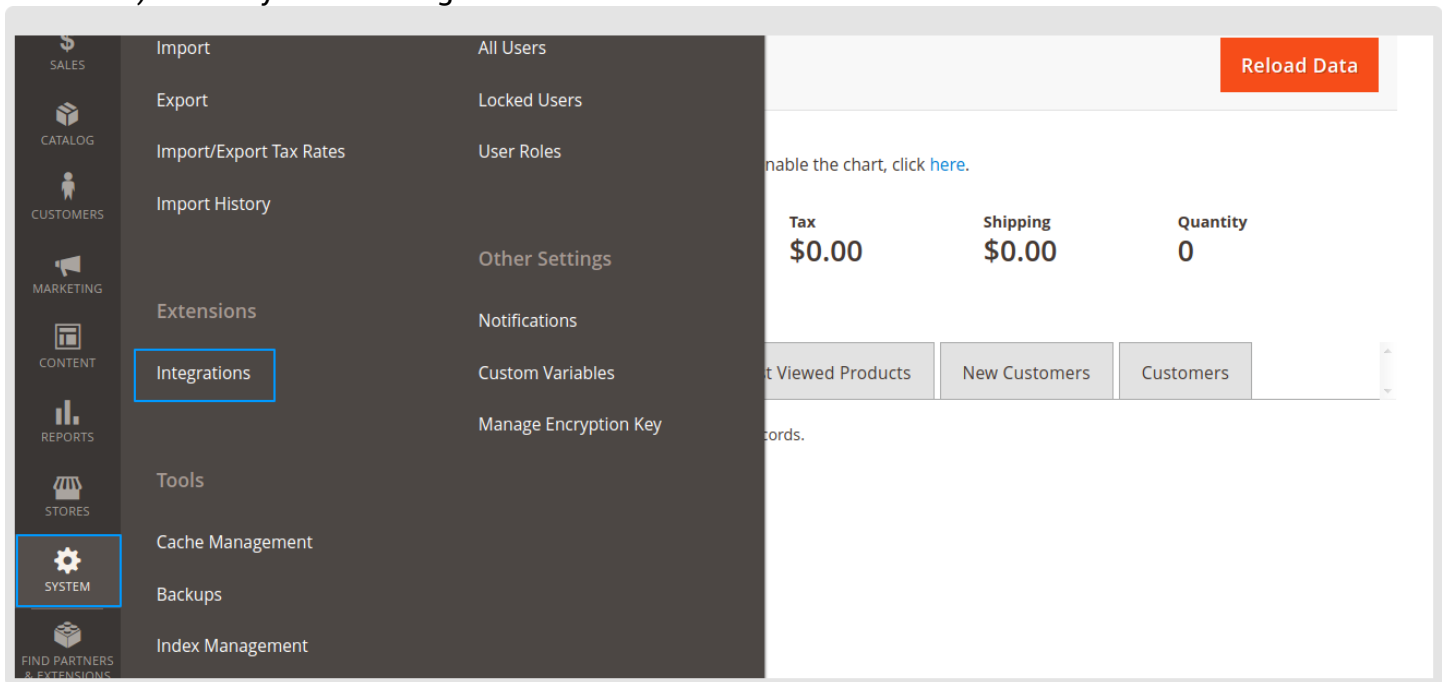 SALES
CATALOG
CUSTOMERS
MARKETING
CONTENT
REPORTS
STORES
SYSTEM
FIND PARTNERS
& EXTENSIONS
Import
Export
Import/Export Tax Rates
Import History
Extensions
Integrations
Tools
Cache Management
Backups
Index Management
All Users
Locked Users
User Roles
Other Settings
Notifications
Custom Variables
Manage Encryption Key
Reload Data
nable the chart, click here.
Tax Shipping Quantity
$0.00 $0.00 0
t Viewed Products New Customers Customers
cords.